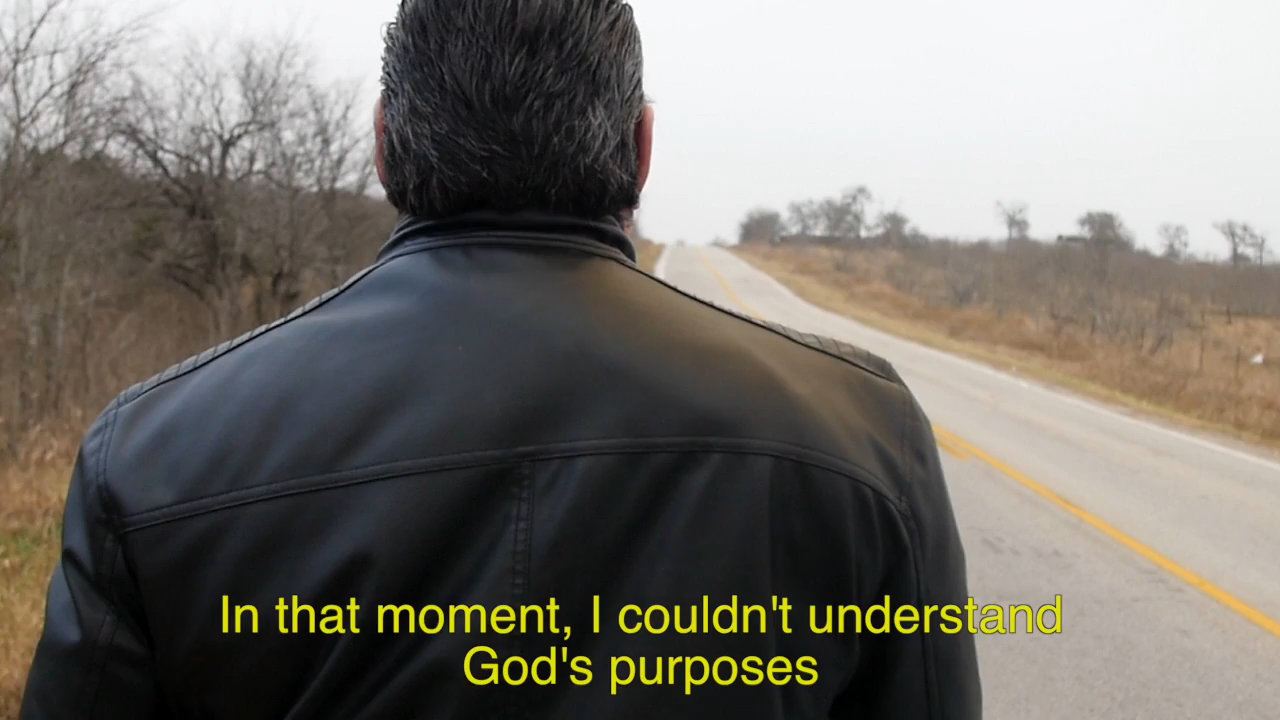 In that moment, I couldn't understand
God's purposes